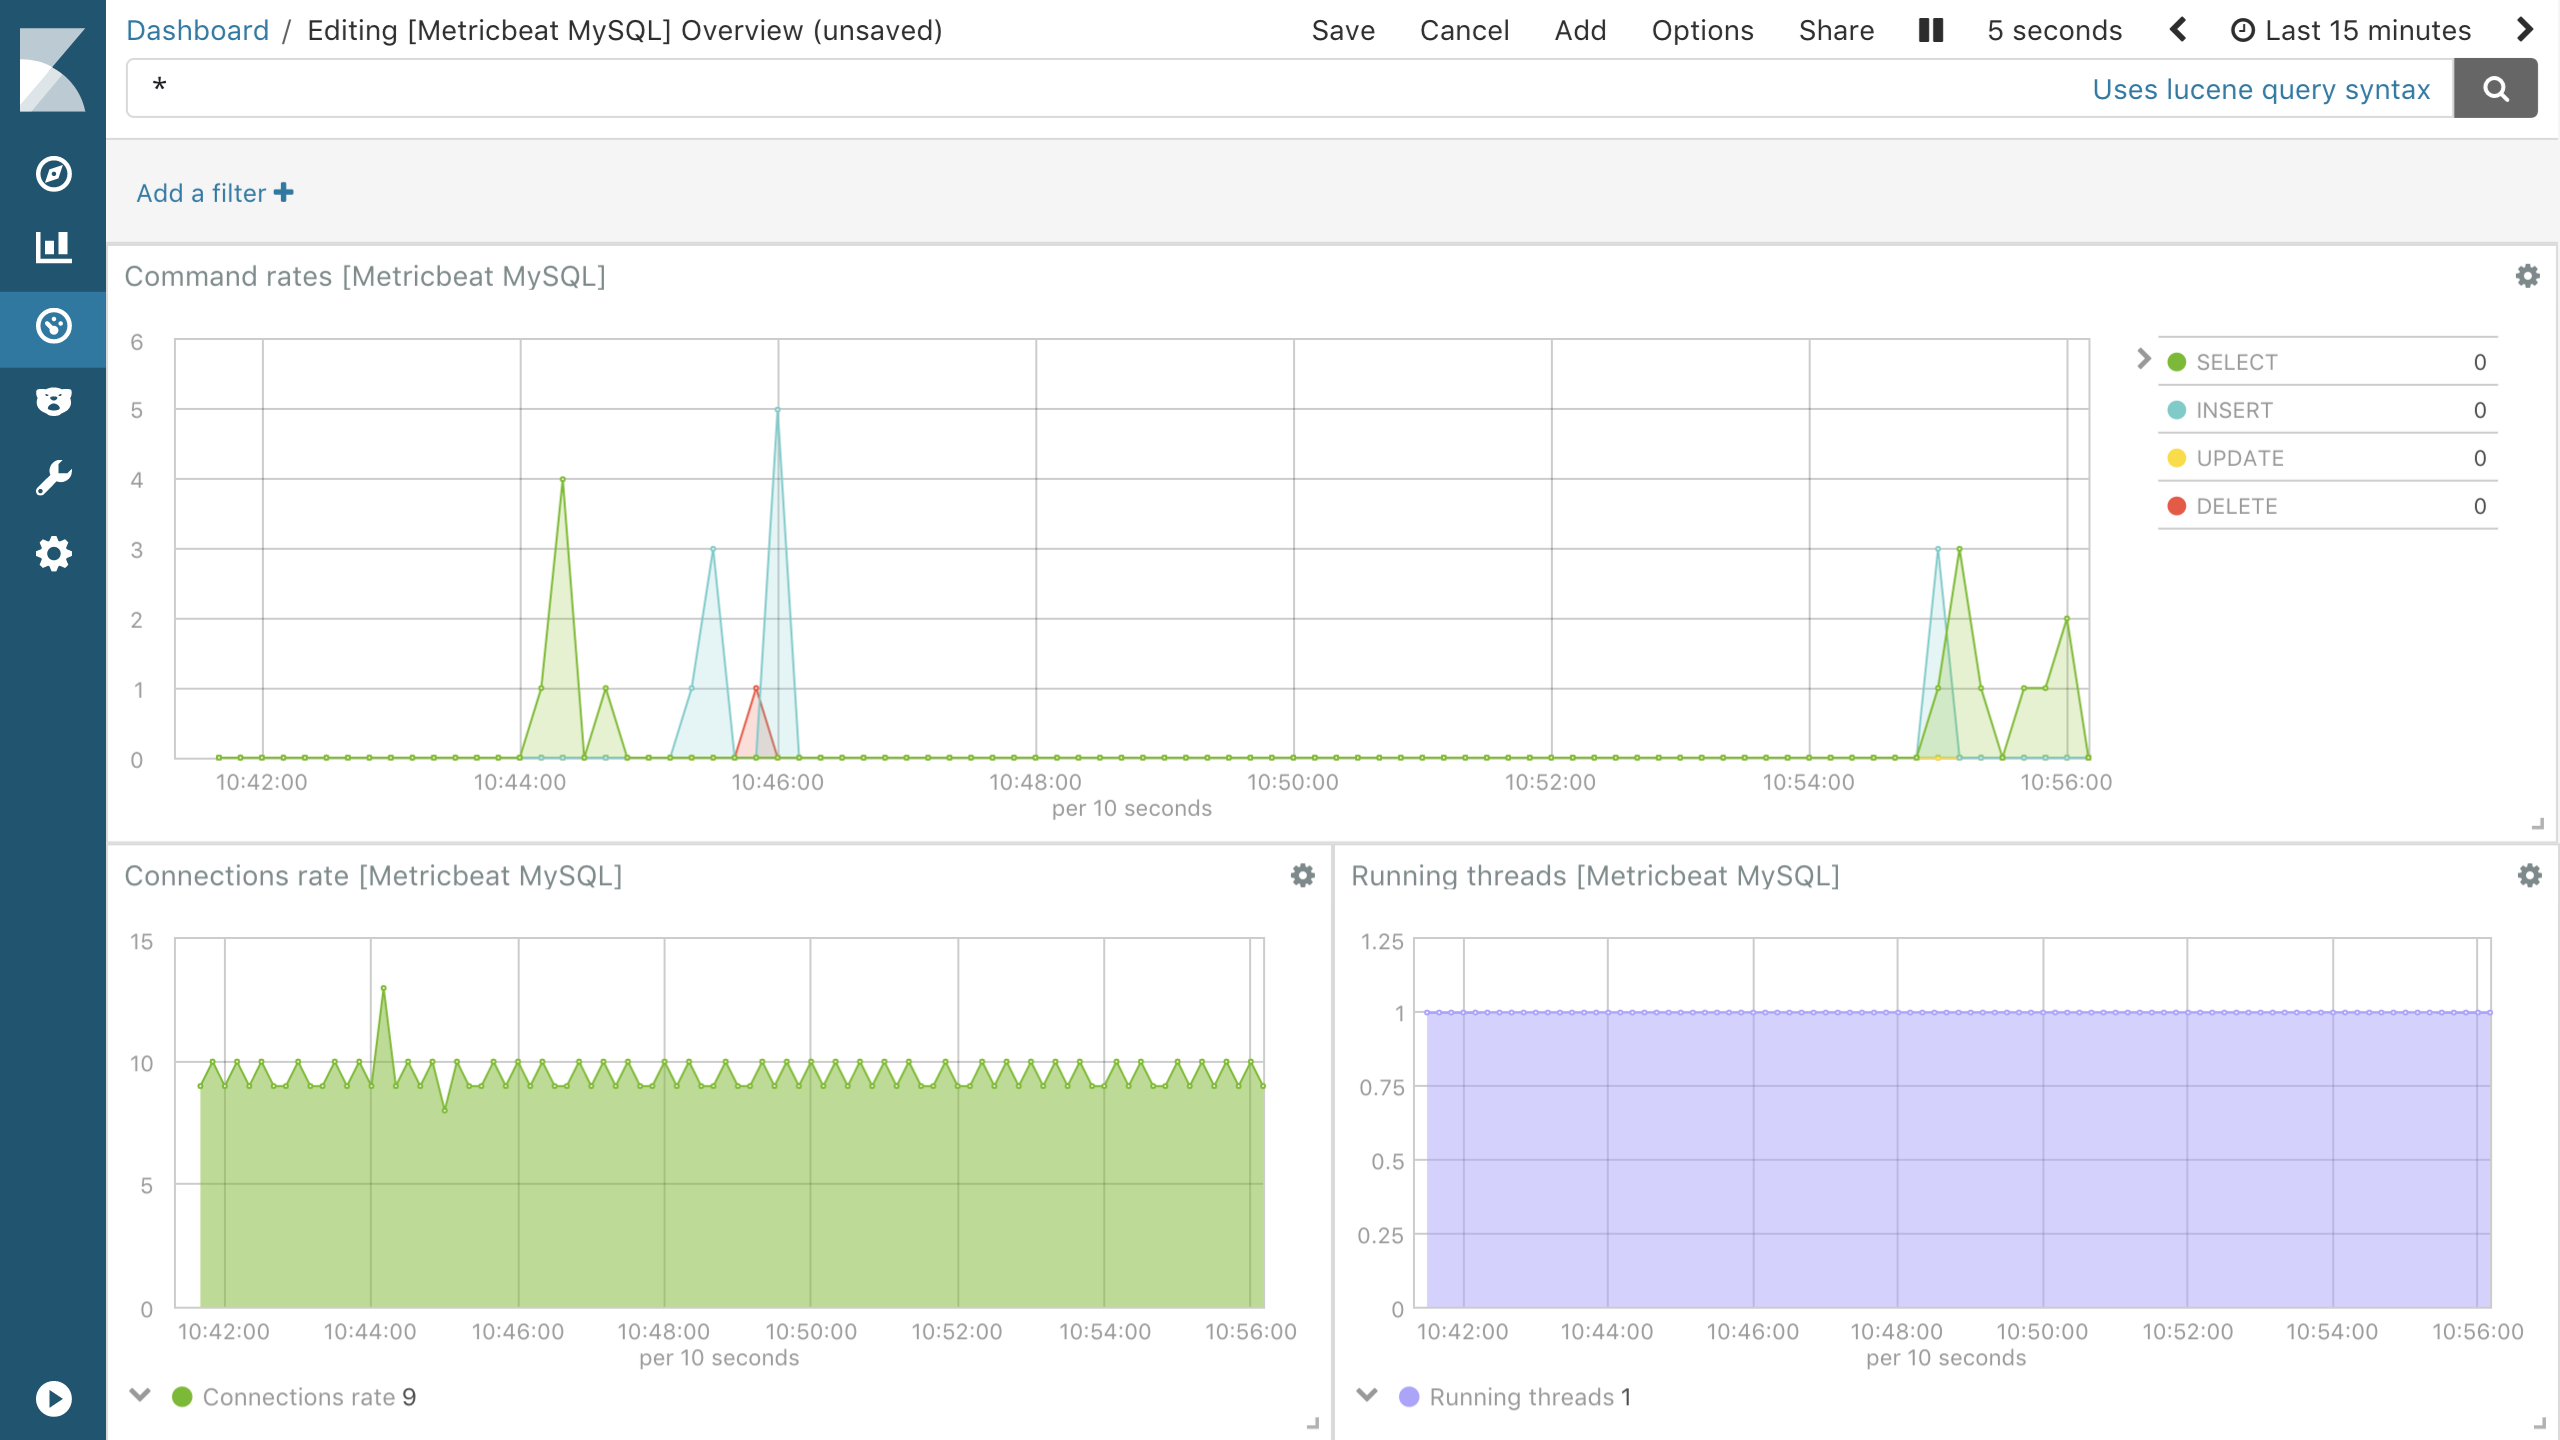 Dashboard / Editing [Metricbeat MySQL] Overview (unsaved) Save Cancel Add Options Share 5 seconds Last 15 minutes
* Uses lucene query syntax
Add a filter
Command rates [Metricbeat MySQL]
6
5
4
3
2
1
0
10:42:00 10:44:00 10:46:00 10:48:00 10:50:00 10:52:00 10:54:00 10:56:00
per 10 seconds
SELECT 0
INSERT 0
UPDATE 0
DELETE 0
Connections rate [Metricbeat MySQL]
15
10
5
0
10:42:00 10:44:00 10:46:00 10:48:00 10:50:00 10:52:00 10:54:00 10:56:00
per 10 seconds
Connections rate 9
Running threads [Metricbeat MySQL]
1.25
1
0.75
0.5
0.25
0
10:42:00 10:44:00 10:46:00 10:48:00 10:50:00 10:52:00 10:54:00 10:56:00
per 10 seconds
Running threads 1